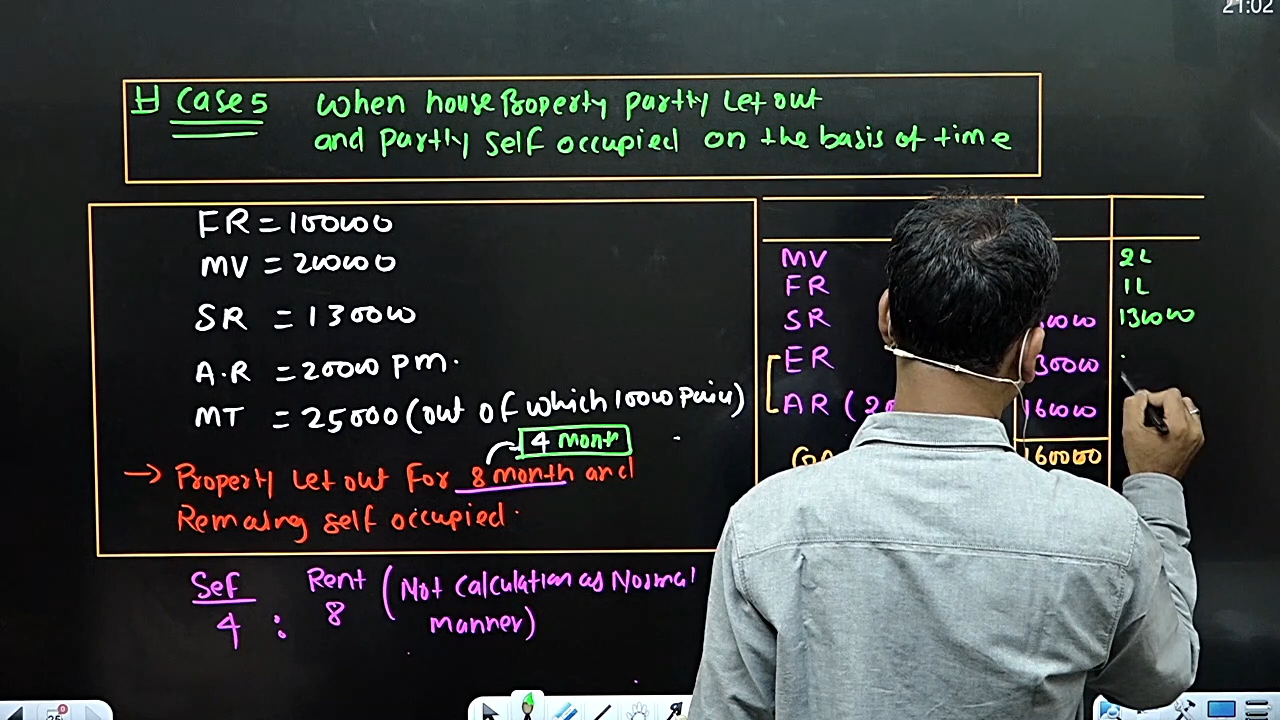 21:02
Case 5 when house Property partly Let out
and partly Self occupied on the basis of time
FR = 100000
MV = 200000
SR = 130000
A.R = 20000 pm.
MT = 25000 (out of which 10000 paid)
4 month
→ Property Let out For 8 month and
Remaing self occupied.
Sef Rent (Not Calculation as Normal
4 : 8 manner)
MV 2L
FR 1L
SR 130000
ER 130000
AR ( 160000
160000